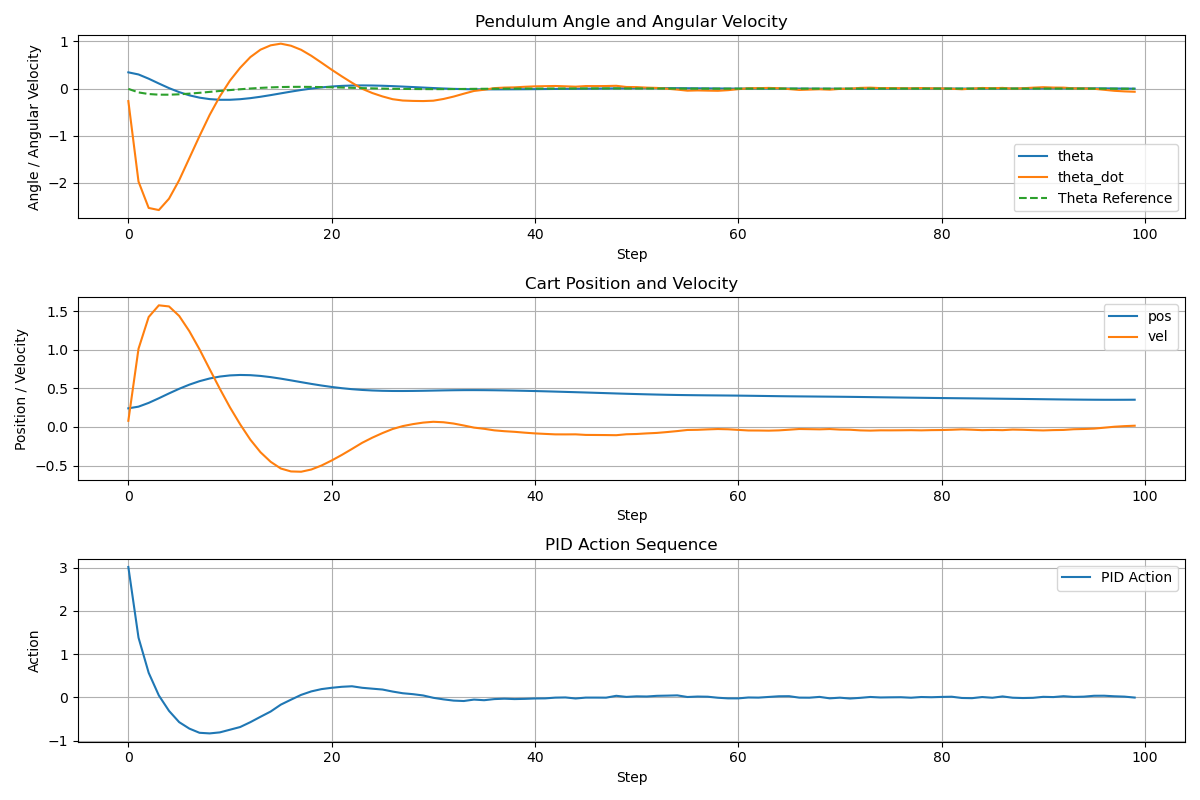 Pendulum Angle and Angular Velocity
Angle / Angular Velocity
1
0
−1
−2
theta
theta_dot
Theta Reference
0 20 40 60 80 100
Step
Cart Position and Velocity
Position / Velocity
1.5
1.0
0.5
0.0
−0.5
pos
vel
0 20 40 60 80 100
Step
PID Action Sequence
Action
3
2
1
0
−1
PID Action
0 20 40 60 80 100
Step